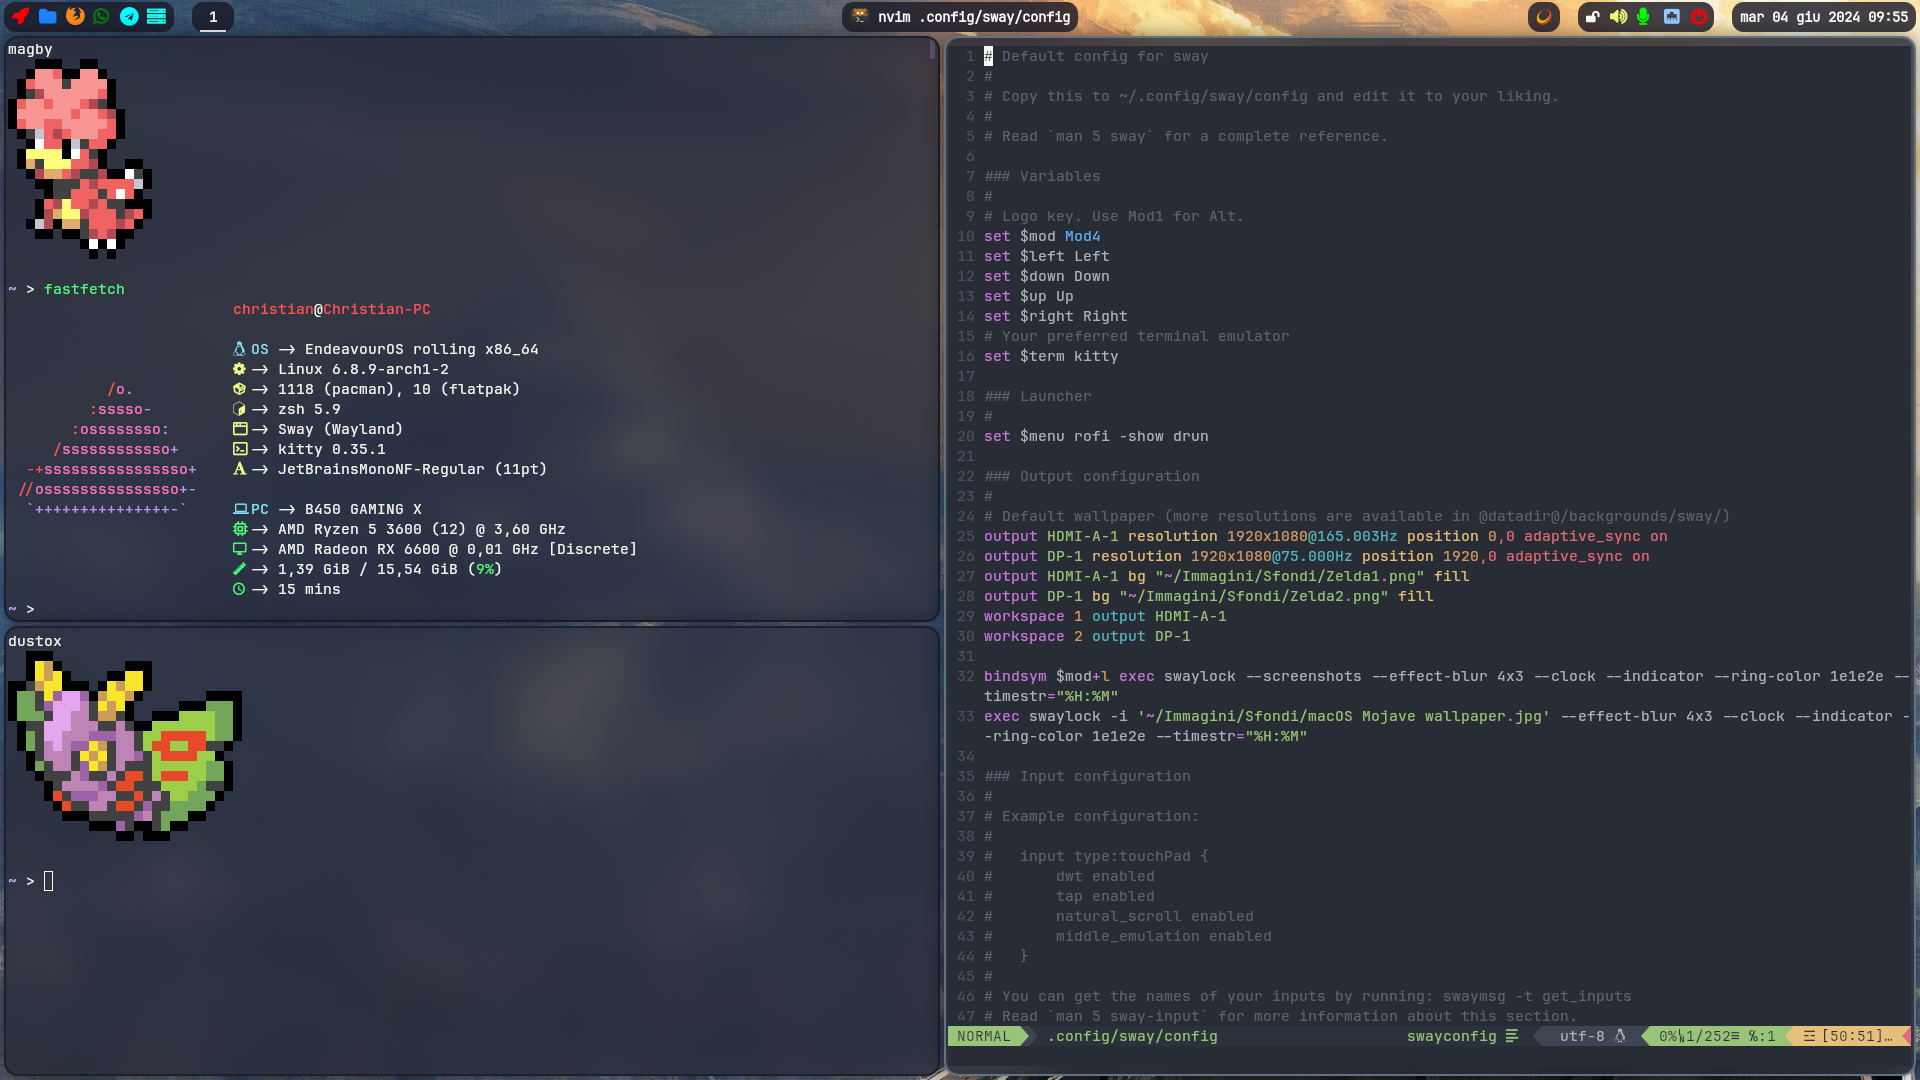 1
nvim .config/sway/config
mar 04 giu 2024 09:55
magby
~ > fastfetch
christian@Christian-PC
OS -> EndeavourOS rolling x86_64
-> Linux 6.8.9-arch1-2
-> 1118 (pacman), 10 (flatpak)
-> zsh 5.9
-> Sway (Wayland)
-> kitty 0.35.1
-> JetBrainsMonoNF-Regular (11pt)
PC -> B450 GAMING X
-> AMD Ryzen 5 3600 (12) @ 3,60 GHz
-> AMD Radeon RX 6600 @ 0,01 GHz [Discrete]
-> 1,39 GiB / 15,54 GiB (9%)
-> 15 mins
/o.
:sssso-
:ossssssso:
/ssssssssssso+
-+sssssssssssssssso+
//osssssssssssssso+-
`+++++++++++++++-`
~ >
dustox
~ >
1 # Default config for sway
2 #
3 # Copy this to ~/.config/sway/config and edit it to your liking.
4 #
5 # Read `man 5 sway` for a complete reference.
6
7 ### Variables
8 #
9 # Logo key. Use Mod1 for Alt.
10 set $mod Mod4
11 set $left Left
12 set $down Down
13 set $up Up
14 set $right Right
15 # Your preferred terminal emulator
16 set $term kitty
17
18 ### Launcher
19 #
20 set $menu rofi -show drun
21
22 ### Output configuration
23 #
24 # Default wallpaper (more resolutions are available in @datadir@/backgrounds/sway/)
25 output HDMI-A-1 resolution 1920x1080@165.003Hz position 0,0 adaptive_sync on
26 output DP-1 resolution 1920x1080@75.000Hz position 1920,0 adaptive_sync on
27 output HDMI-A-1 bg "~/Immagini/Sfondi/Zelda1.png" fill
28 output DP-1 bg "~/Immagini/Sfondi/Zelda2.png" fill
29 workspace 1 output HDMI-A-1
30 workspace 2 output DP-1
31
32 bindsym $mod+l exec swaylock --screenshots --effect-blur 4x3 --clock --indicator --ring-color 1e1e2e --
timestr="%H:%M"
33 exec swaylock -i '~/Immagini/Sfondi/macOS Mojave wallpaper.jpg' --effect-blur 4x3 --clock --indicator -
-ring-color 1e1e2e --timestr="%H:%M"
34
35 ### Input configuration
36 #
37 # Example configuration:
38 #
39 #   input type:touchPad {
40 #       dwt enabled
41 #       tap enabled
42 #       natural_scroll enabled
43 #       middle_emulation enabled
44 #   }
45 #
46 # You can get the names of your inputs by running: swaymsg -t get_inputs
47 # Read `man 5 sway-input` for more information about this section.
NORMAL .config/sway/config swayconfig utf-8 0% 1/252 :1 [50:51]…